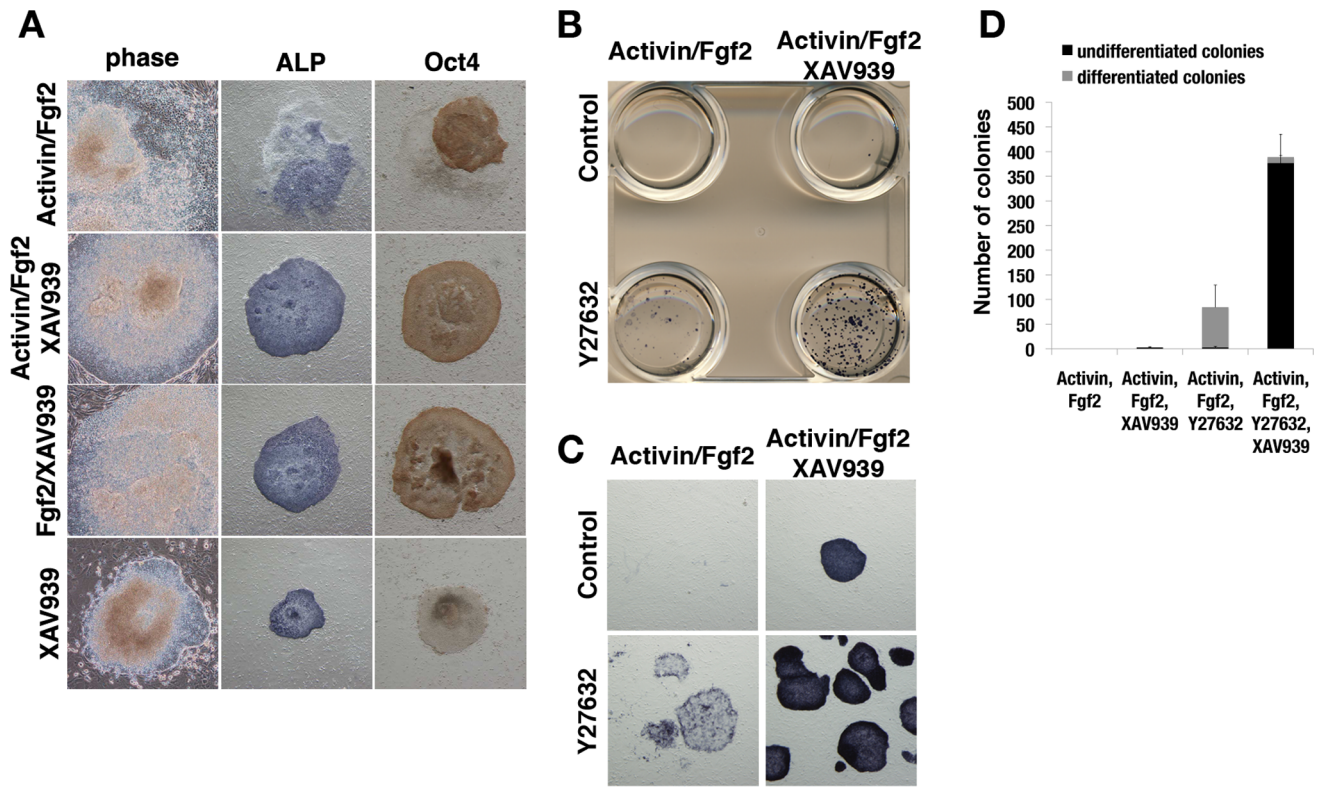 A
phase
ALP
Oct4
Activin/Fgf2
Activin/Fgf2
XAV939
Fgf2/XAV939
XAV939
B
Activin/Fgf2
Activin/Fgf2
XAV939
Control
Y27632
C
Activin/Fgf2
Activin/Fgf2
XAV939
Control
Y27632
D
undifferentiated colonies
differentiated colonies
Number of colonies
500
450
400
350
300
250
200
150
100
50
0
Activin,
Fgf2
Activin,
Fgf2,
XAV939
Activin,
Fgf2,
Y27632
Activin,
Fgf2,
Y27632,
XAV939